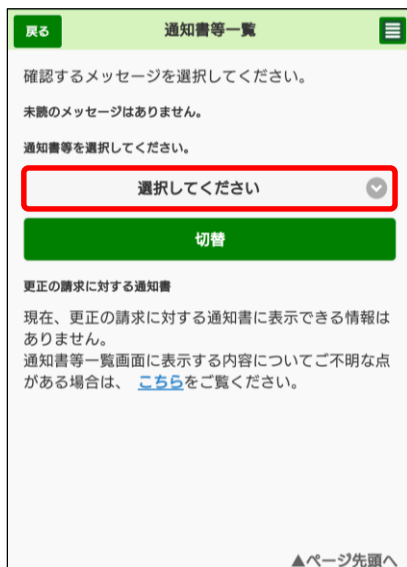 戻る
通知書等一覧
確認するメッセージを選択してください。
未読のメッセージはありません。
通知書等を選択してください。
選択してください
切替
更正の請求に対する通知書
現在、更正の請求に対する通知書に表示できる情報は
ありません。
通知書等一覧画面に表示する内容についてご不明な点
がある場合は、 こちらをご覧ください。
▲ページ先頭へ